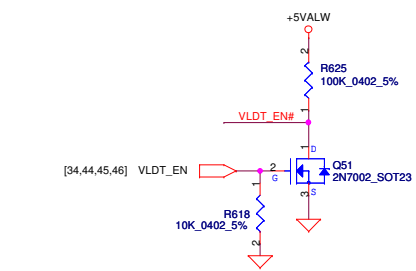 +5VALW
2
R625
100K_0402_5%
1
VLDT_EN#
1
D
Q51
2N7002_SOT23
[34,44,45,46] VLDT_EN
2
G
S
3
1
R618
10K_0402_5%
2